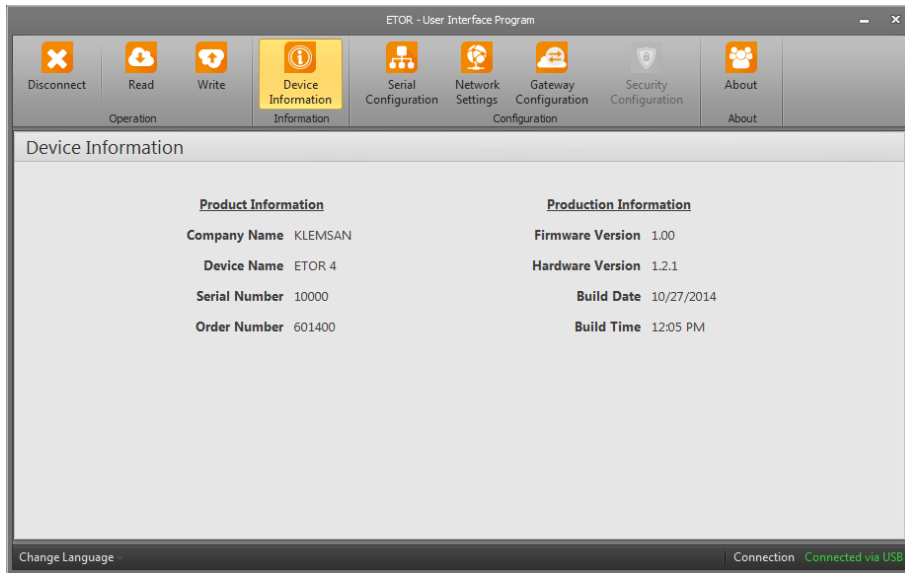 ETOR - User Interface Program
Disconnect
Read
Write
Device
Information
Serial
Configuration
Network
Settings
Gateway
Configuration
Security
Configuration
About
Operation
Information
Configuration
About
Device Information
Product Information
Company Name KLEMSAN
Device Name ETOR 4
Serial Number 10000
Order Number 601400
Production Information
Firmware Version 1.00
Hardware Version 1.2.1
Build Date 10/27/2014
Build Time 12:05 PM
Change Language
Connection Connected via USB